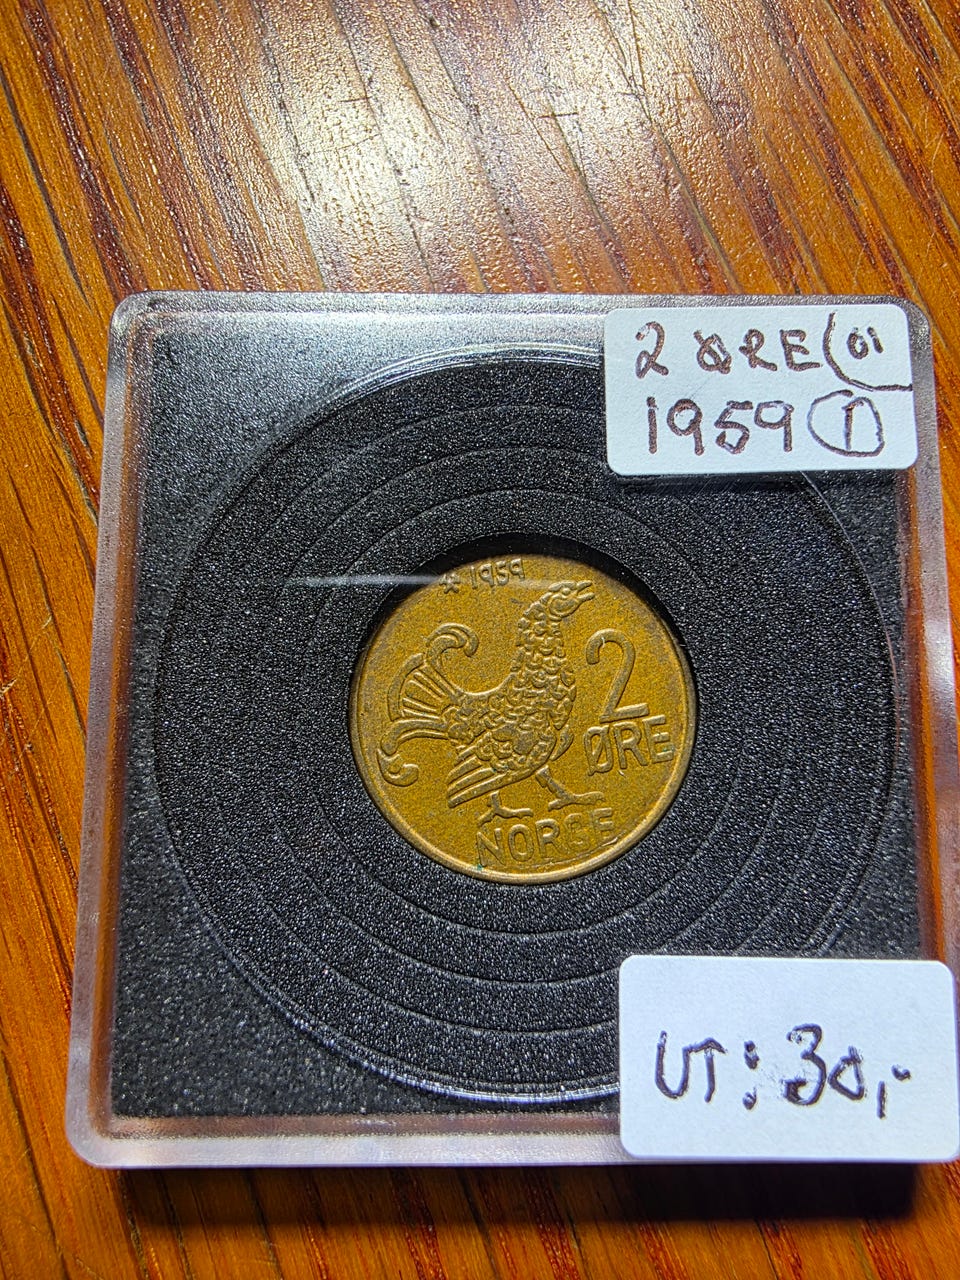 2 ØRE (01
1959 (1)
* 1959
2
ØRE
NORGE
UT: 30,-